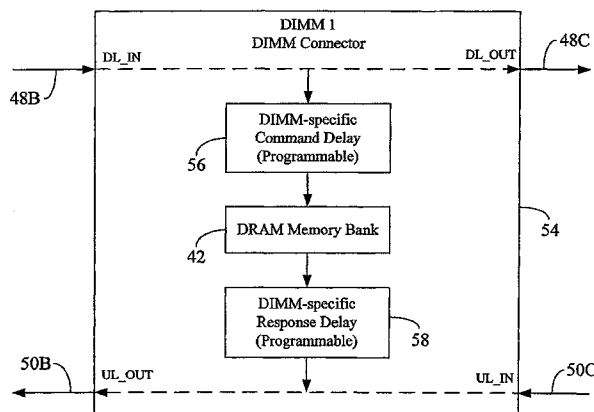 DIMM 1
DIMM Connector
DL_IN
DL_OUT
48C
48B
DIMM-specific
Command Delay
(Programmable)
56
DRAM Memory Bank
42
54
DIMM-specific
Response Delay
(Programmable)
58
50B
UL_OUT
UL_IN
50C